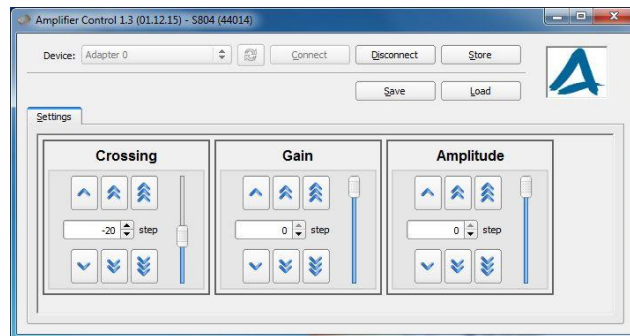 Amplifier Control 1.3 (01.12.15) - S804 (44014)
Device: Adapter 0 Connect Disconnect Store
Save Load
Settings
Crossing Gain Amplitude
-20 step 0 step 0 step